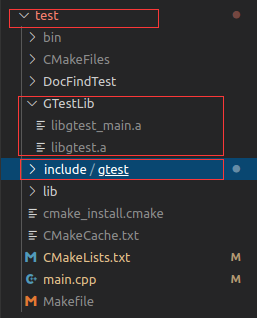 test
bin
CMakeFiles
DocFindTest
GTestLib
libgtest_main.a
libgtest.a
include / gtest
lib
cmake_install.cmake
CMakeCache.txt
CMakeLists.txt M
main.cpp M
Makefile